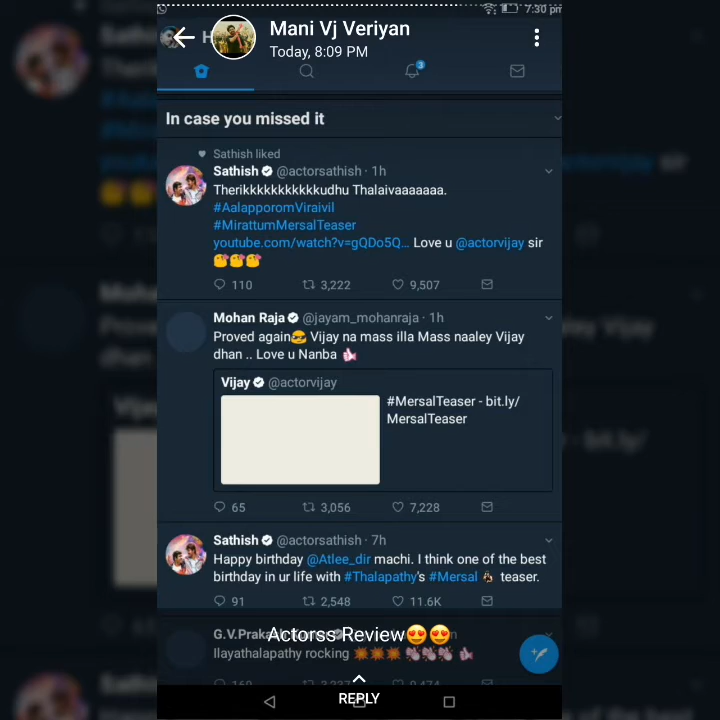 7:30 pm
H
Mani Vj Veriyan
Today, 8:09 PM
3
In case you missed it
Sathish liked
Sathish @actorsathish · 1h
Therikkkkkkkkkkkudhu Thalaivaaaaaaa.
#AalapporomViraivil
#MirattumMersalTeaser
youtube.com/watch?v=gQDo5Q... Love u @actorvijay sir
😘😘😘
110 3,222 9,507
Mohan Raja @jayam_mohanraja · 1h
Proved again😎 Vijay na mass illa Mass naaley Vijay
dhan .. Love u Nanba 👍
Vijay @actorvijay
#MersalTeaser - bit.ly/
MersalTeaser
65 3,056 7,228
Sathish @actorsathish · 7h
Happy birthday @Atlee_dir machi. I think one of the best
birthday in ur life with #Thalapathy's #Mersal teaser.
91 2,548 11.6K
G.V.Prakash
Actorss Review😍😍
Ilayathalapathy rocking 💥💥💥👏👏👏👍
REPLY